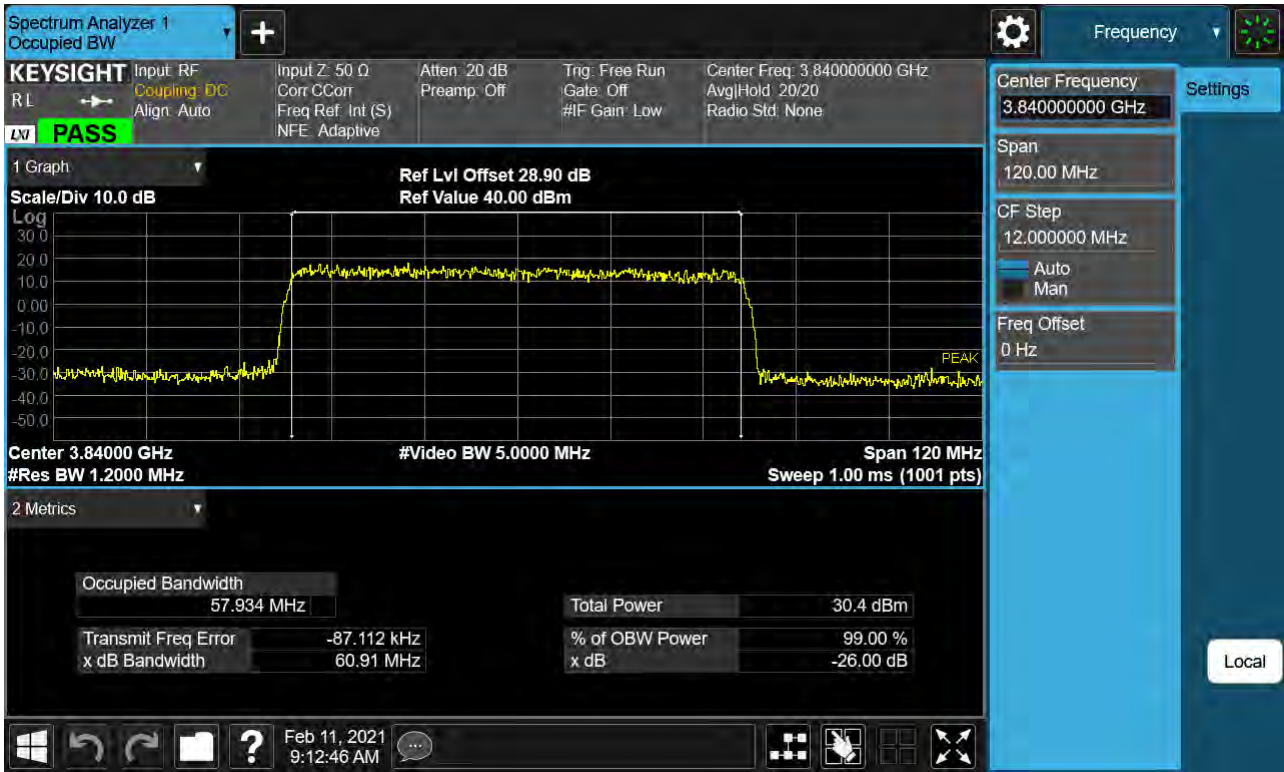 Spectrum Analyzer 1
Occupied BW
+
Frequency
KEYSIGHT
R L
LXI
PASS
Input: RF
Coupling: DC
Align: Auto
Input Z: 50 Ω
Corr CCorr
Freq Ref: Int (S)
NFE: Adaptive
Atten: 20 dB
Preamp: Off
Trig: Free Run
Gate: Off
#IF Gain: Low
Center Freq: 3.840000000 GHz
Avg|Hold: 20/20
Radio Std: None
Center Frequency
3.840000000 GHz
Settings
Span
120.00 MHz
CF Step
12.000000 MHz
Auto
Man
Freq Offset
0 Hz
Local
1 Graph
Ref Lvl Offset 28.90 dB
Scale/Div 10.0 dB
Ref Value 40.00 dBm
Log
30.0
20.0
10.0
0.00
-10.0
-20.0
-30.0
-40.0
-50.0
PEAK
Center 3.84000 GHz
#Video BW 5.0000 MHz
Span 120 MHz
#Res BW 1.2000 MHz
Sweep 1.00 ms (1001 pts)
2 Metrics
Occupied Bandwidth
57.934 MHz
Transmit Freq Error -87.112 kHz
x dB Bandwidth 60.91 MHz
Total Power 30.4 dBm
% of OBW Power 99.00 %
x dB -26.00 dB
?
Feb 11, 2021
9:12:46 AM